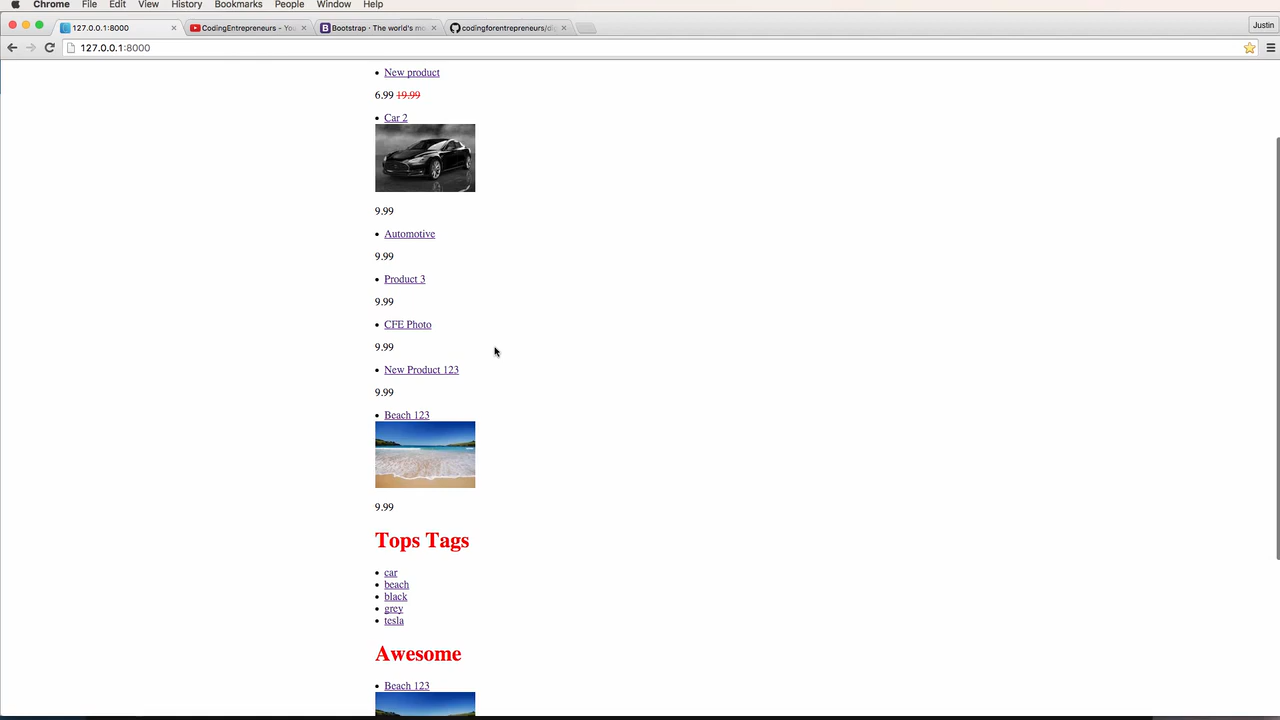 Chrome File Edit View History Bookmarks People Window Help
127.0.0.1:8000 CodingEntrepreneurs - You Bootstrap · The world's mo codingforentrepreneurs/di Justin
127.0.0.1:8000
New product
6.99 19.99
Car 2
9.99
Automotive
9.99
Product 3
9.99
CFE Photo
9.99
New Product 123
9.99
Beach 123
9.99
Tops Tags
car
beach
black
grey
tesla
Awesome
Beach 123